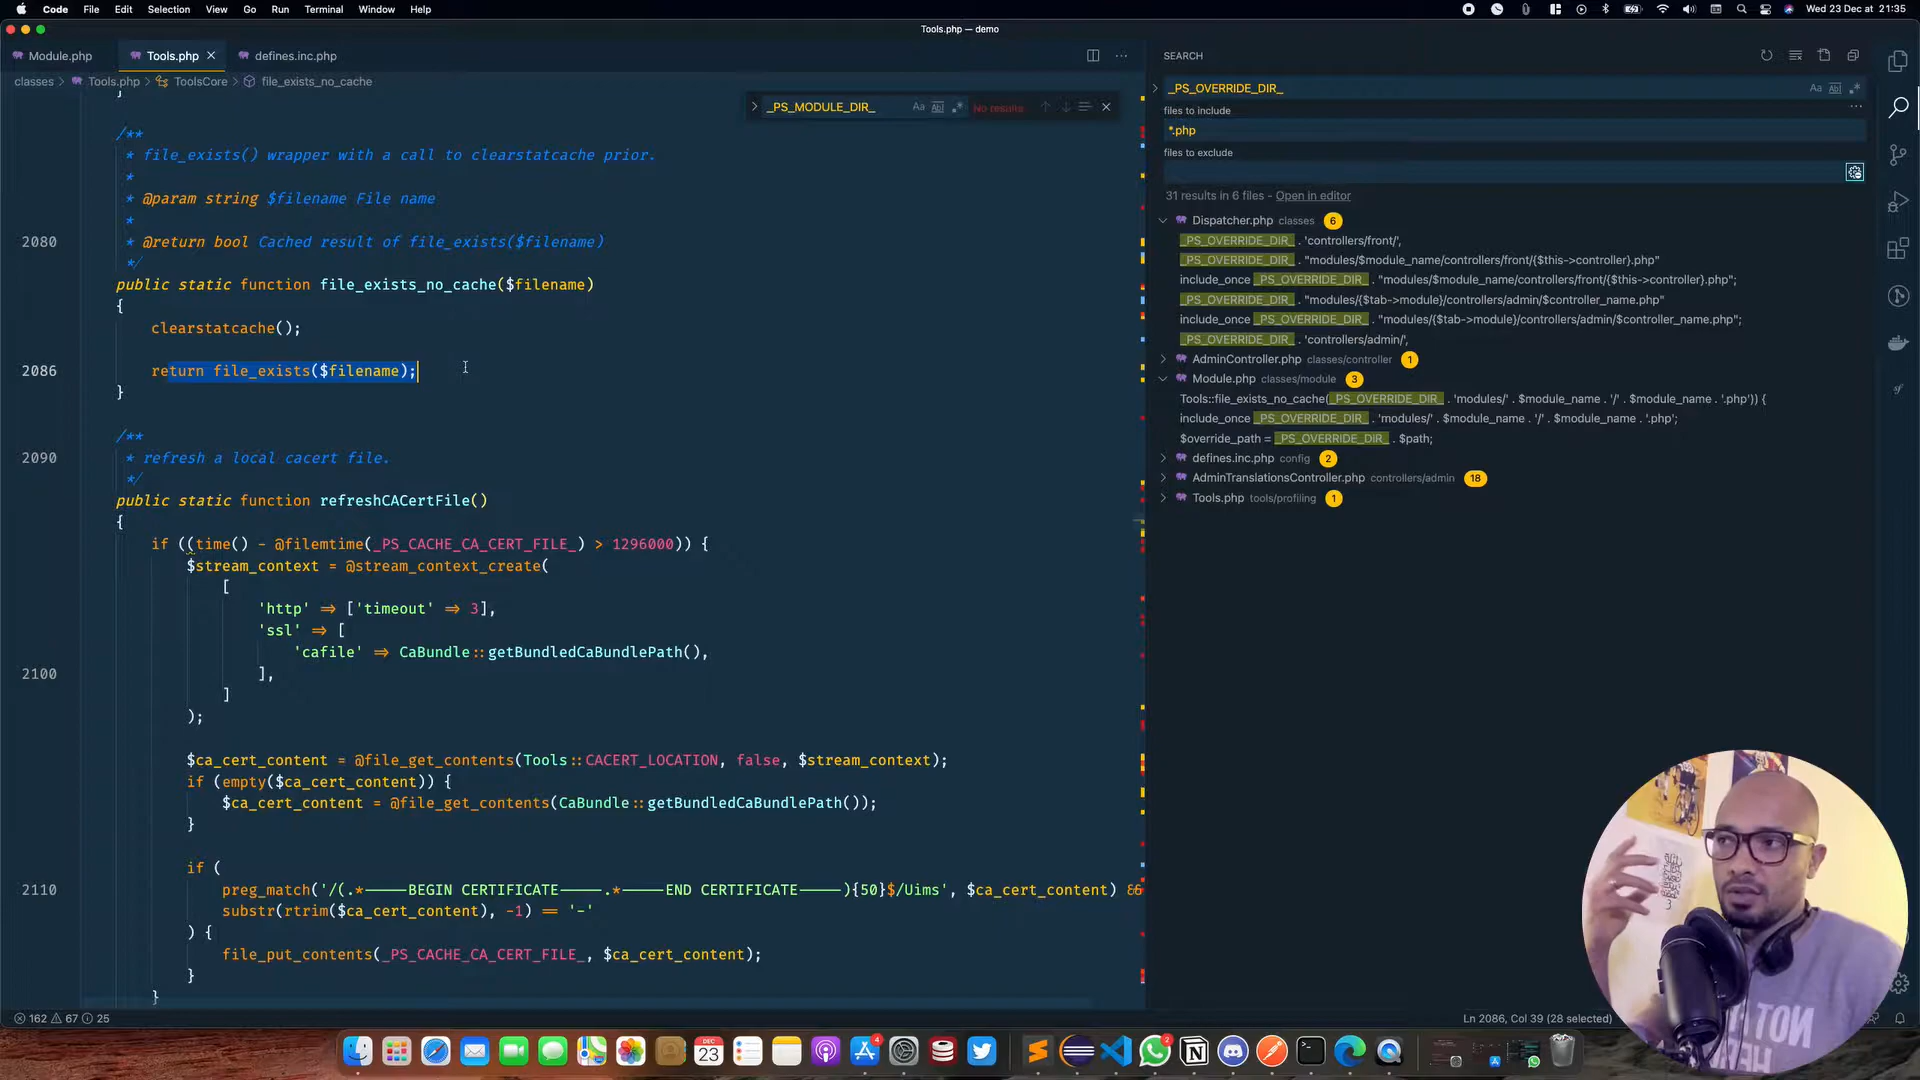 Code File Edit Selection View Go Run Terminal Window Help
Wed 23 Dec at 21:35
Tools.php — demo
Module.php
Tools.php
defines.inc.php
classes > Tools.php > ToolsCore > file_exists_no_cache
_PS_MODULE_DIR_
Aa Abl .*
No results
}
/**
* file_exists() wrapper with a call to clearstatcache prior.
*
* @param string $filename File name
*
2080 * @return bool Cached result of file_exists($filename)
*/
public static function file_exists_no_cache($filename)
{
clearstatcache();
2086 return file_exists($filename);
}
/**
2090 * refresh a local cacert file.
*/
public static function refreshCACertFile()
{
if ((time() - @filemtime(_PS_CACHE_CA_CERT_FILE_) > 1296000)) {
$stream_context = @stream_context_create(
[
'http' => ['timeout' => 3],
'ssl' => [
'cafile' => CaBundle::getBundledCaBundlePath(),
2100 ],
]
);
$ca_cert_content = @file_get_contents(Tools::CACERT_LOCATION, false, $stream_context);
if (empty($ca_cert_content)) {
$ca_cert_content = @file_get_contents(CaBundle::getBundledCaBundlePath());
}
if (
2110 preg_match('/(.*-----BEGIN CERTIFICATE-----.*-----END CERTIFICATE-----){50}$/Uims', $ca_cert_content) &&
substr(rtrim($ca_cert_content), -1) == '-'
) {
file_put_contents(_PS_CACHE_CA_CERT_FILE_, $ca_cert_content);
}
}
SEARCH
_PS_OVERRIDE_DIR_
Aa Abl .*
files to include
*.php
files to exclude
31 results in 6 files - Open in editor
Dispatcher.php classes 6
_PS_OVERRIDE_DIR_ . 'controllers/front/',
_PS_OVERRIDE_DIR_ . "modules/$module_name/controllers/front/{$this->controller}.php"
include_once _PS_OVERRIDE_DIR_ . "modules/$module_name/controllers/front/{$this->controller}.php";
_PS_OVERRIDE_DIR_ . "modules/{$tab->module}/controllers/admin/$controller_name.php"
include_once _PS_OVERRIDE_DIR_ . "modules/{$tab->module}/controllers/admin/$controller_name.php";
_PS_OVERRIDE_DIR_ . 'controllers/admin/',
AdminController.php classes/controller 1
Module.php classes/module 3
Tools::file_exists_no_cache(_PS_OVERRIDE_DIR_ . 'modules/' . $module_name . '/' . $module_name . '.php')) {
include_once _PS_OVERRIDE_DIR_ . 'modules/' . $module_name . '/' . $module_name . '.php';
$override_path = _PS_OVERRIDE_DIR_ . $path;
defines.inc.php config 2
AdminTranslationsController.php controllers/admin 18
Tools.php tools/profiling 1
162 67 25
Ln 2086, Col 39 (28 selected)
DEC
23
4
2
NOT